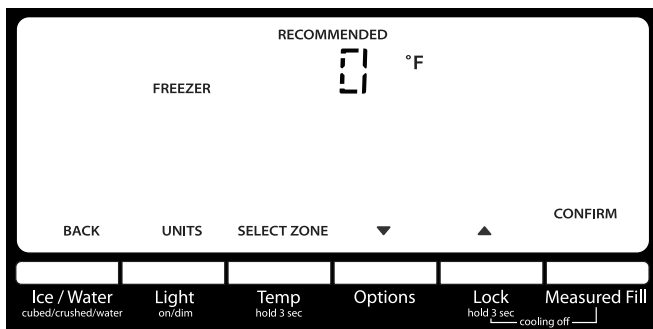 RECOMMENDED
FREEZER 0 °F
CONFIRM
BACK UNITS SELECT ZONE ▼ ▲
Ice / Water Light Temp Options Lock Measured Fill
cubed/crushed/water on/dim hold 3 sec hold 3 sec
cooling off